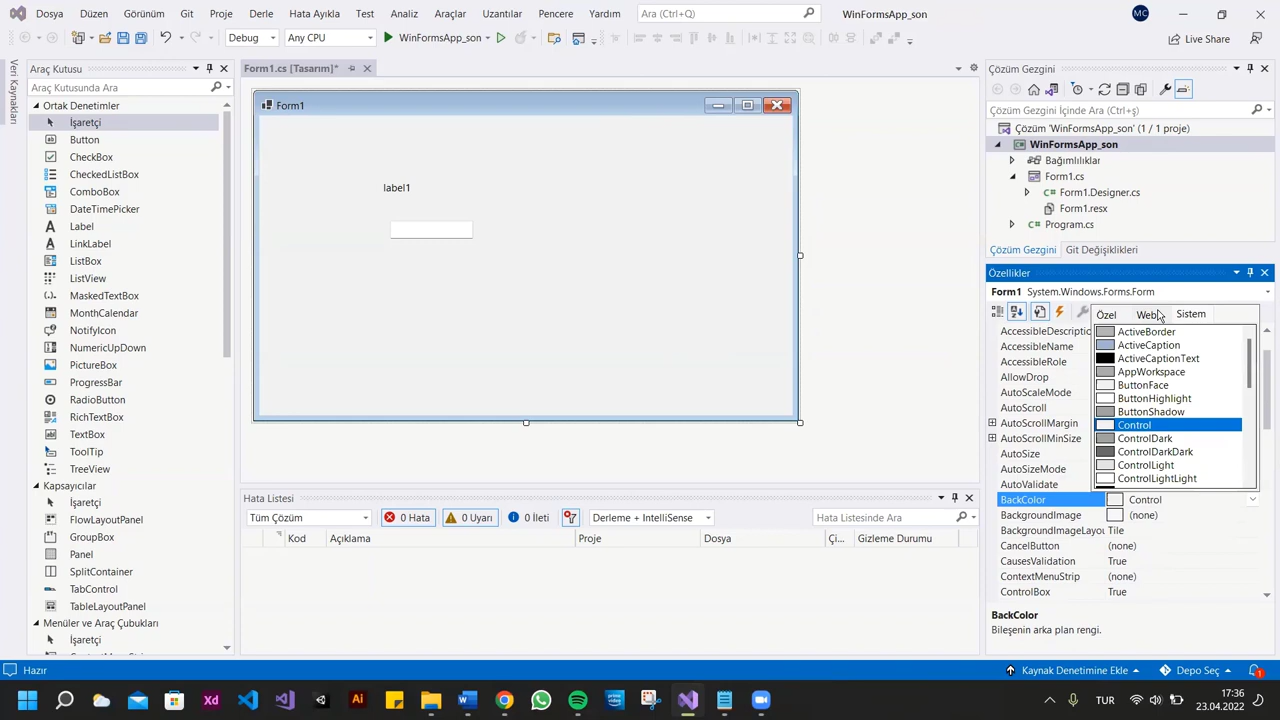 Dosya Düzen Görünüm Git Proje Derle Hata Ayıkla Test Analiz Araçlar Uzantılar Pencere Yardım Ara (Ctrl+Q) WinFormsApp_son MC
Debug Any CPU WinFormsApp_son Live Share
Veri Kaynakları
Araç Kutusu
Araç Kutusunda Ara
Ortak Denetimler
İşaretçi
Button
CheckBox
CheckedListBox
ComboBox
DateTimePicker
Label
LinkLabel
ListBox
ListView
MaskedTextBox
MonthCalendar
NotifyIcon
NumericUpDown
PictureBox
ProgressBar
RadioButton
RichTextBox
TextBox
ToolTip
TreeView
Kapsayıcılar
İşaretçi
FlowLayoutPanel
GroupBox
Panel
SplitContainer
TabControl
TableLayoutPanel
Menüler ve Araç Çubukları
İşaretçi
Form1.cs [Tasarım]*
Form1
label1
Hata Listesi
Tüm Çözüm 0 Hata 0 Uyarı 0 İleti Derleme + IntelliSense Hata Listesinde Ara
Kod Açıklama Proje Dosya Çi... Gizleme Durumu
Çözüm Gezgini
Çözüm Gezgini İçinde Ara (Ctrl+ş)
Çözüm 'WinFormsApp_son' (1 / 1 proje)
WinFormsApp_son
Bağımlılıklar
Form1.cs
Form1.Designer.cs
Form1.resx
Program.cs
Çözüm Gezgini Git Değişiklikleri
Özellikler
Form1 System.Windows.Forms.Form
Özel Web Sistem
AccessibleDescriptio
AccessibleName
AccessibleRole
AllowDrop
AutoScaleMode
AutoScroll
AutoScrollMargin
AutoScrollMinSize
AutoSize
AutoSizeMode
AutoValidate
ActiveBorder
ActiveCaption
ActiveCaptionText
AppWorkspace
ButtonFace
ButtonHighlight
ButtonShadow
Control
ControlDark
ControlDarkDark
ControlLight
ControlLightLight
BackColor Control
BackgroundImage (none)
BackgroundImageLayou Tile
CancelButton (none)
CausesValidation True
ContextMenuStrip (none)
ControlBox True
BackColor
Bileşenin arka plan rengi.
Hazır Kaynak Denetimine Ekle Depo Seç 1
Xd Ai TUR 17:36
23.04.2022